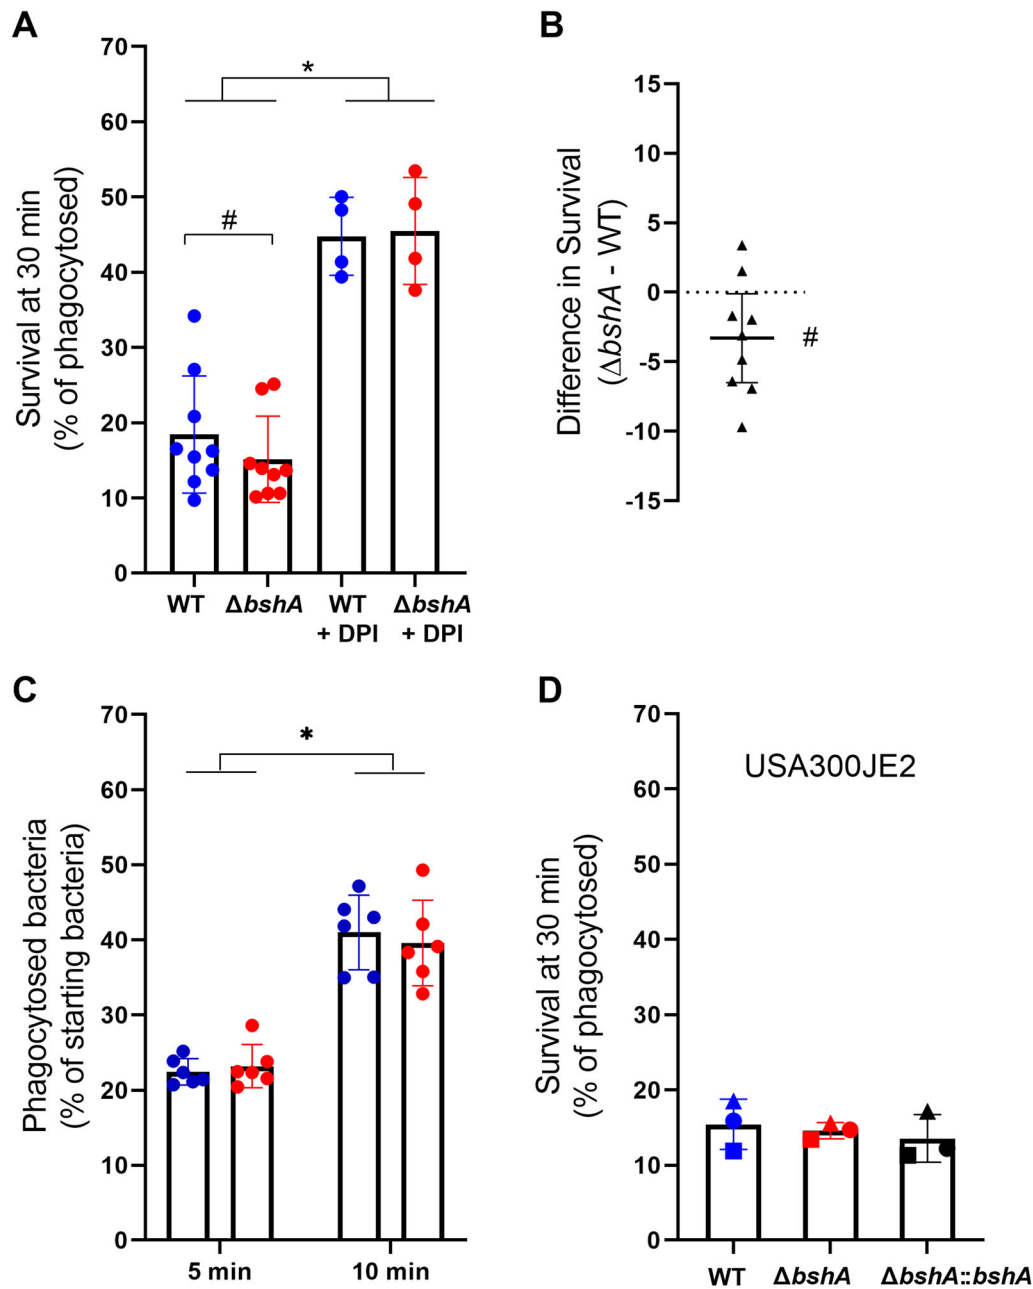 A
70
60
50
40
30
20
10
0
Survival at 30 min
(% of phagocytosed)
*
#
WT
ΔbshA
WT
+ DPI
ΔbshA
+ DPI
B
15
10
5
0
-5
-10
-15
Difference in Survival
(ΔbshA - WT)
#
C
70
60
50
40
30
20
10
0
Phagocytosed bacteria
(% of starting bacteria)
*
5 min
10 min
D
70
60
50
40
30
20
10
0
Survival at 30 min
(% of phagocytosed)
USA300JE2
WT
ΔbshA
ΔbshA::bshA